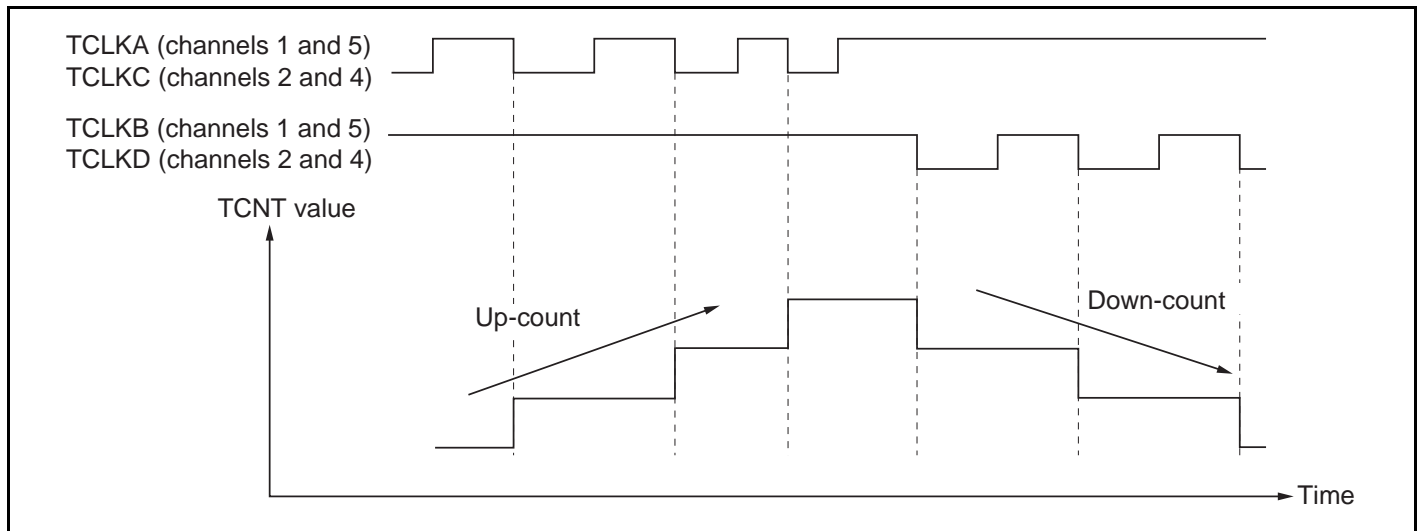 TCLKA (channels 1 and 5)
TCLKC (channels 2 and 4)
TCLKB (channels 1 and 5)
TCLKD (channels 2 and 4)
TCNT value
Up-count
Down-count
Time